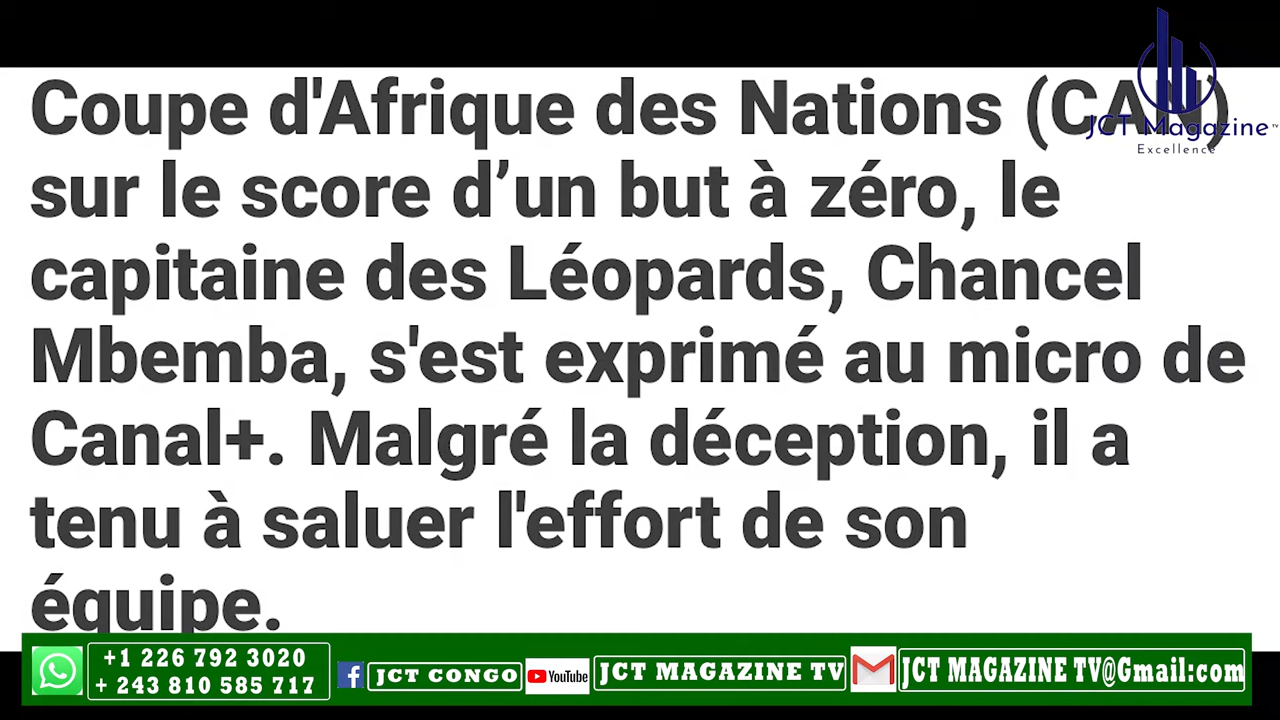 Coupe d'Afrique des Nations (CAN)
sur le score d’un but à zéro, le
capitaine des Léopards, Chancel
Mbemba, s'est exprimé au micro de
Canal+. Malgré la déception, il a
tenu à saluer l'effort de son
équipe.
JCT Magazine™
Excellence
+1 226 792 3020
+ 243 810 585 717
JCT CONGO
YouTube
JCT MAGAZINE TV
JCT MAGAZINE TV@Gmail:com